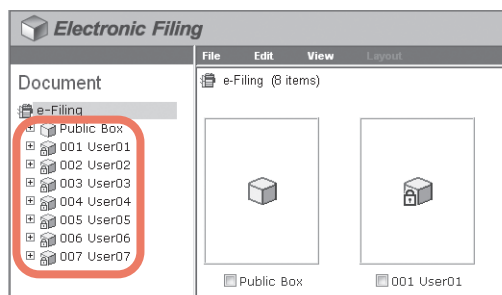 Electronic Filing
File Edit View Layout
Document
e-Filing (8 items)
e-Filing
Public Box
001 User01
002 User02
003 User03
004 User04
005 User05
006 User06
007 User07
Public Box
001 User01